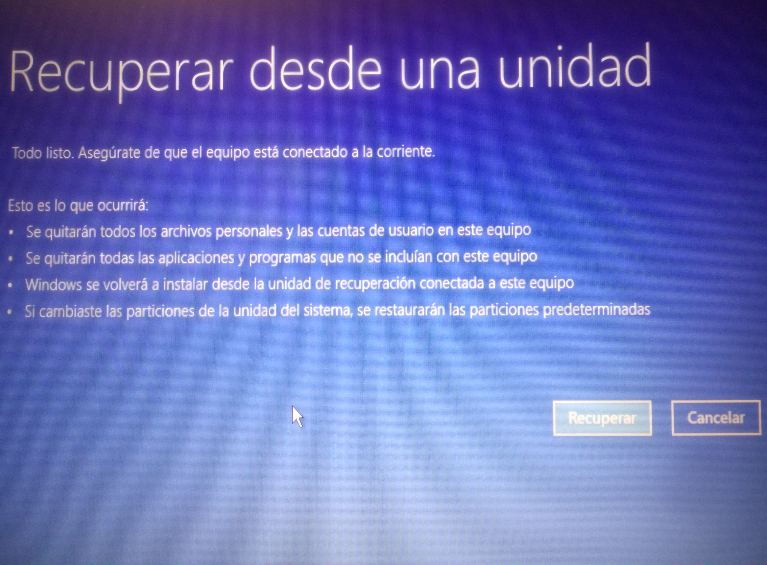 Recuperar desde una unidad
Todo listo. Asegúrate de que el equipo está conectado a la corriente.
Esto es lo que ocurrirá:
• Se quitarán todos los archivos personales y las cuentas de usuario en este equipo
• Se quitarán todas las aplicaciones y programas que no se incluían con este equipo
• Windows se volverá a instalar desde la unidad de recuperación conectada a este equipo
• Si cambiaste las particiones de la unidad del sistema, se restaurarán las particiones predeterminadas
Recuperar Cancelar